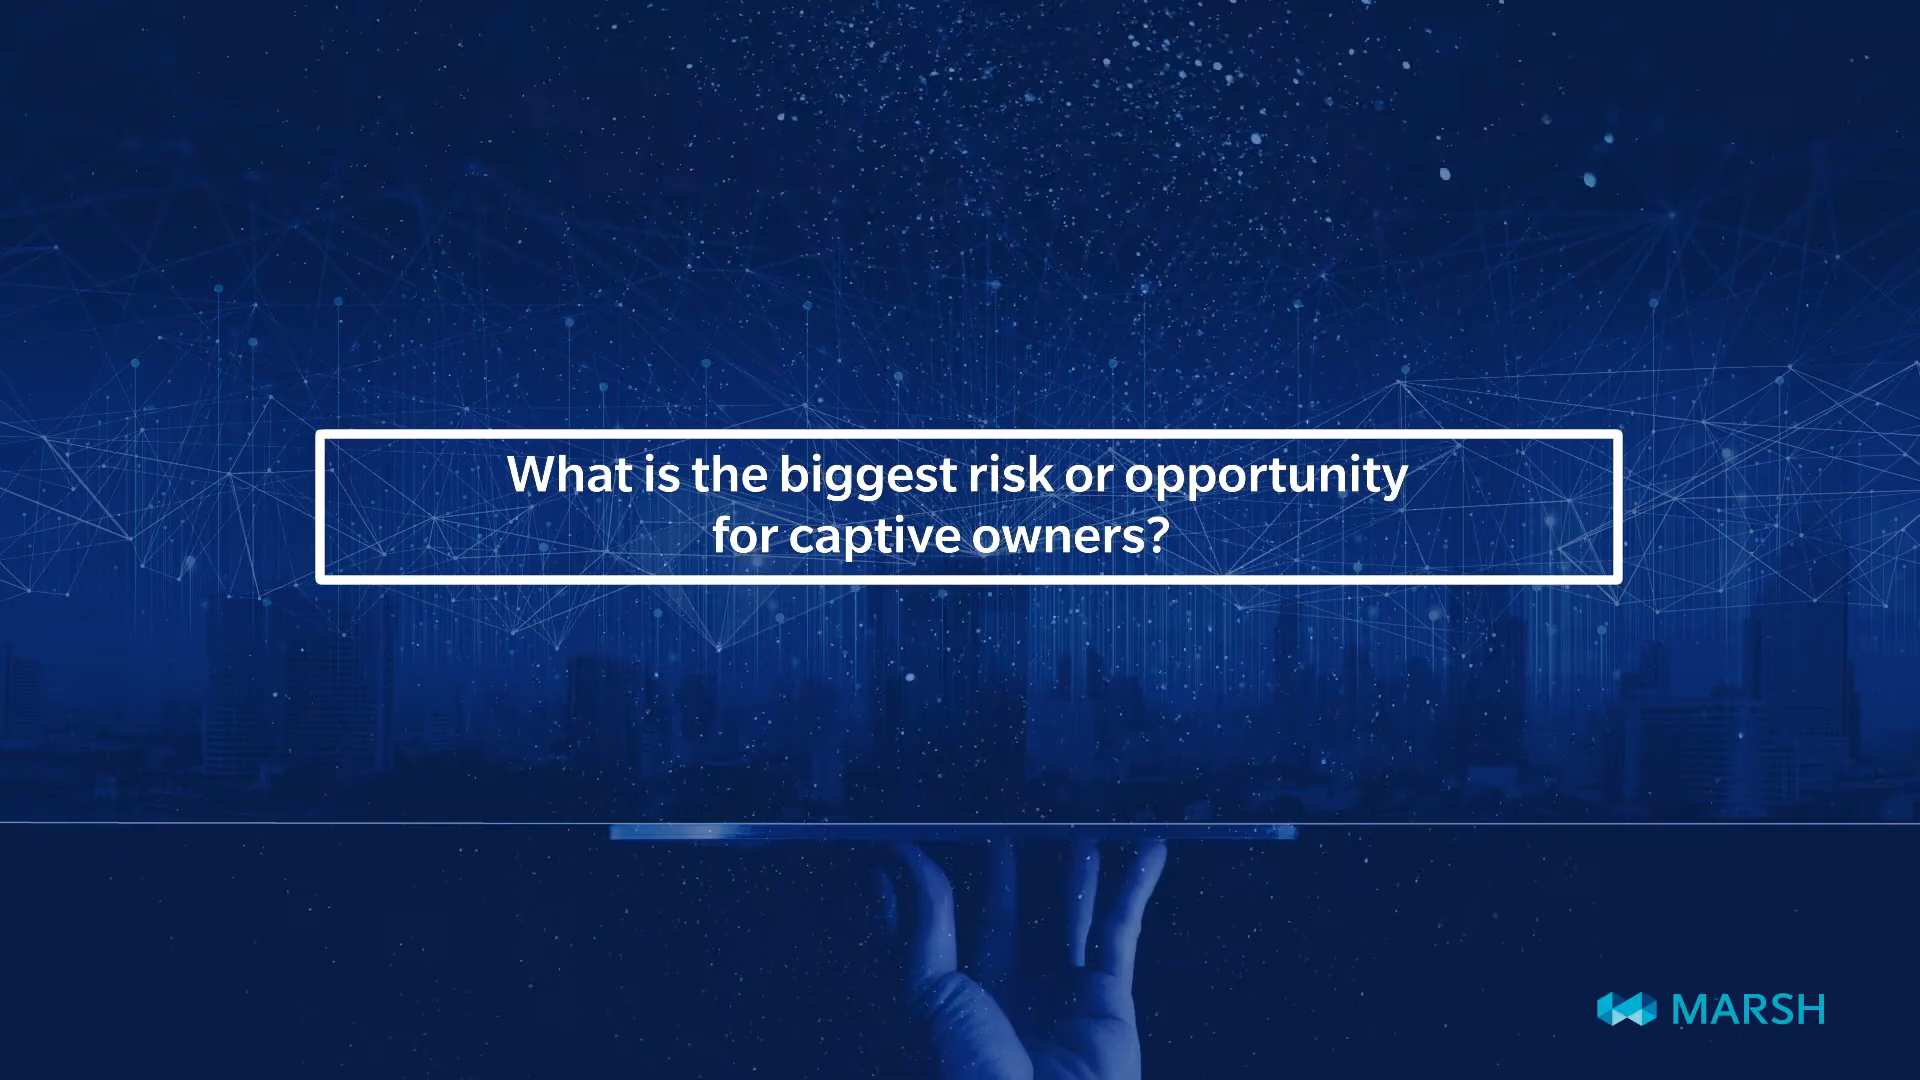 What is the biggest risk or opportunity
for captive owners?
MARSH